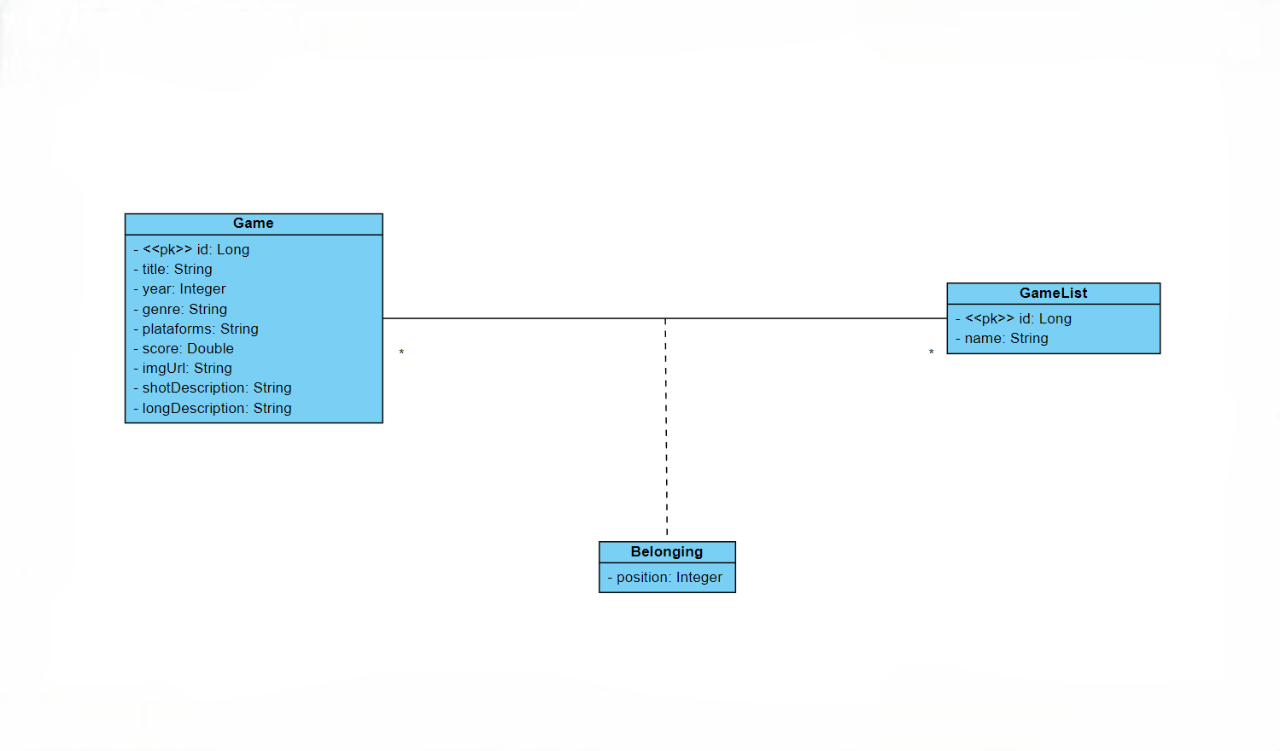 Game
- <<pk>> id: Long
- title: String
- year: Integer
- genre: String
- plataforms: String
- score: Double
- imgUrl: String
- shotDescription: String
- longDescription: String
*
*
GameList
- <<pk>> id: Long
- name: String
Belonging
- position: Integer